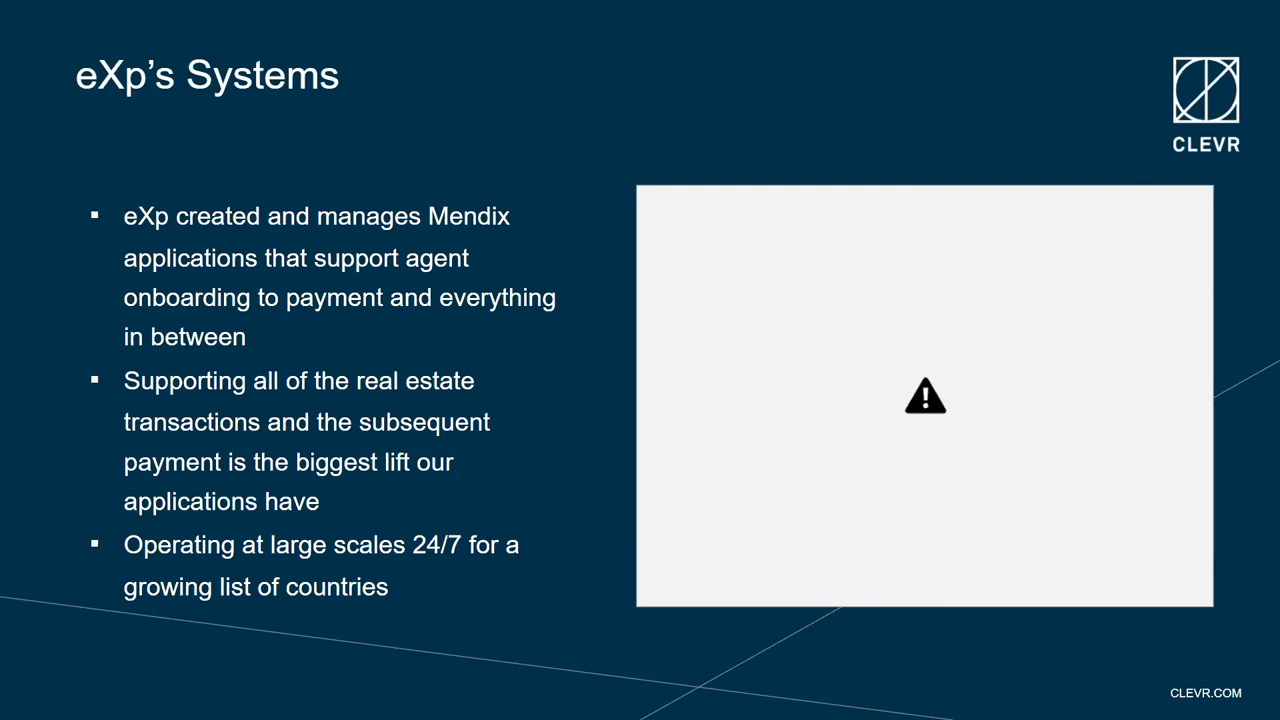 eXp’s Systems
CLEVR
▪ eXp created and manages Mendix
applications that support agent
onboarding to payment and everything
in between
▪ Supporting all of the real estate
transactions and the subsequent
payment is the biggest lift our
applications have
▪ Operating at large scales 24/7 for a
growing list of countries
CLEVR.COM